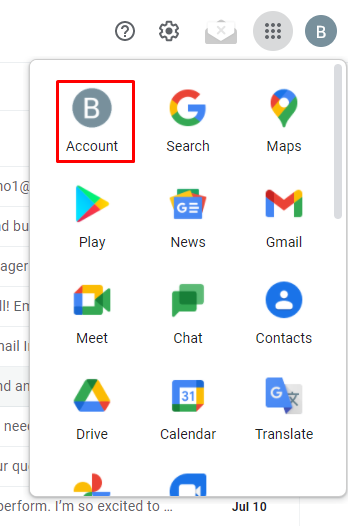 B
B
Account
Search
Maps
no1@
Play
News
Gmail
nd bu
ager
ll! Em
Meet
Chat
Contacts
nail In
nd an
31
G
Drive
Calendar
Translate
nee
ur qu
perform. I'm so excited to ...
Jul 10